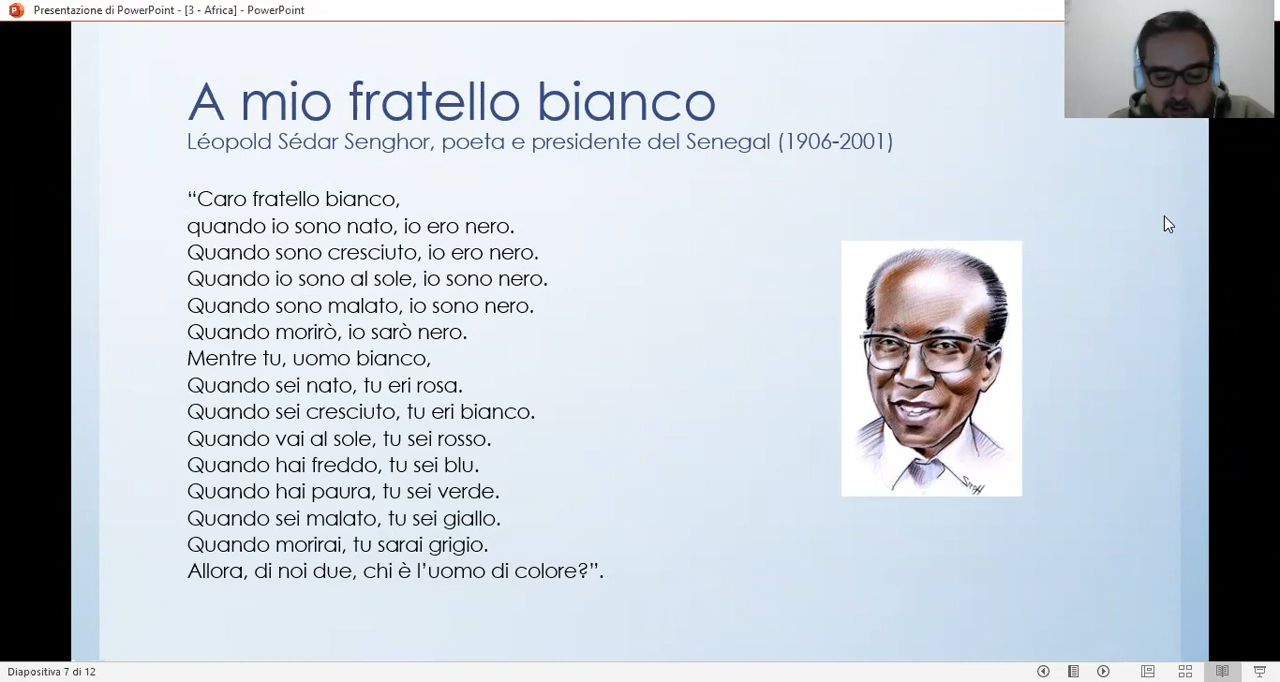 Presentazione di PowerPoint - [3 - Africa] - PowerPoint
A mio fratello bianco
Léopold Sédar Senghor, poeta e presidente del Senegal (1906-2001)
“Caro fratello bianco,
quando io sono nato, io ero nero.
Quando sono cresciuto, io ero nero.
Quando io sono al sole, io sono nero.
Quando sono malato, io sono nero.
Quando morirò, io sarò nero.
Mentre tu, uomo bianco,
Quando sei nato, tu eri rosa.
Quando sei cresciuto, tu eri bianco.
Quando vai al sole, tu sei rosso.
Quando hai freddo, tu sei blu.
Quando hai paura, tu sei verde.
Quando sei malato, tu sei giallo.
Quando morirai, tu sarai grigio.
Allora, di noi due, chi è l’uomo di colore?”.
Diapositiva 7 di 12